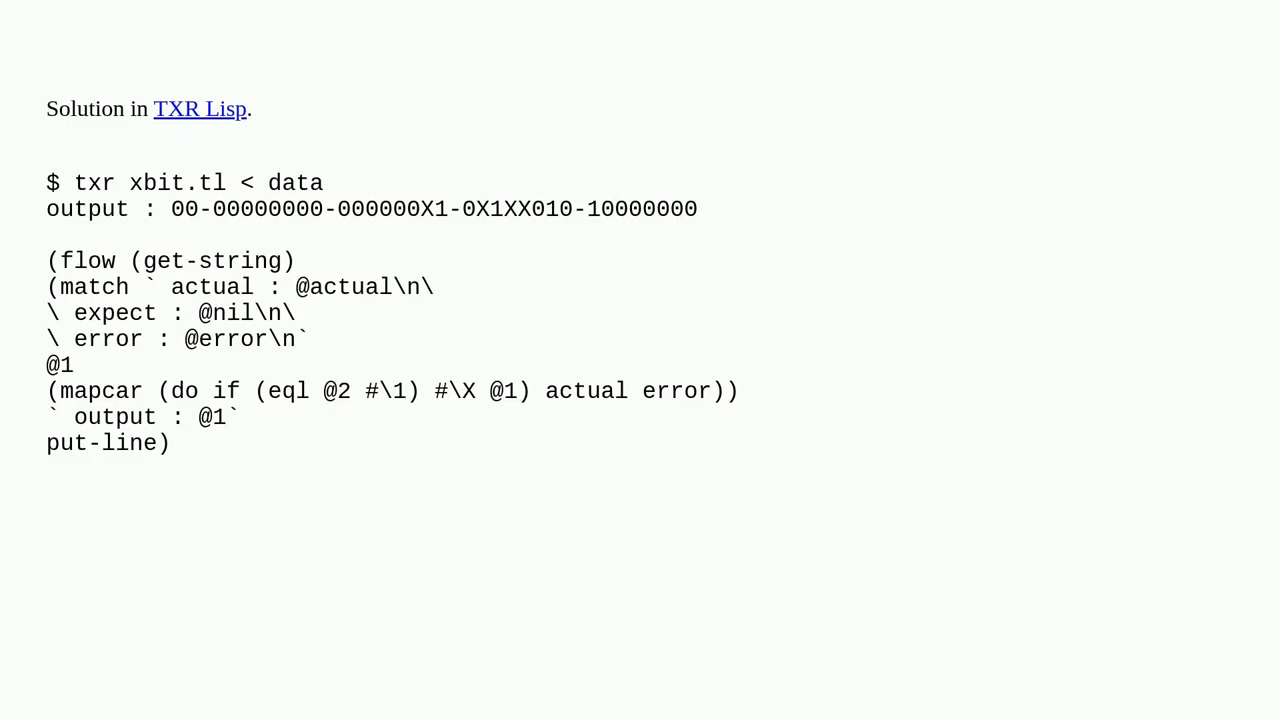 Solution in TXR Lisp.
$ txr xbit.tl < data
output : 00-00000000-000000X1-0X1XX010-10000000
(flow (get-string)
(match ` actual : @actual\n\
\ expect : @nil\n\
\ error : @error\n`
@1
(mapcar (do if (eql @2 #\1) #\X @1) actual error))
` output : @1`
put-line)